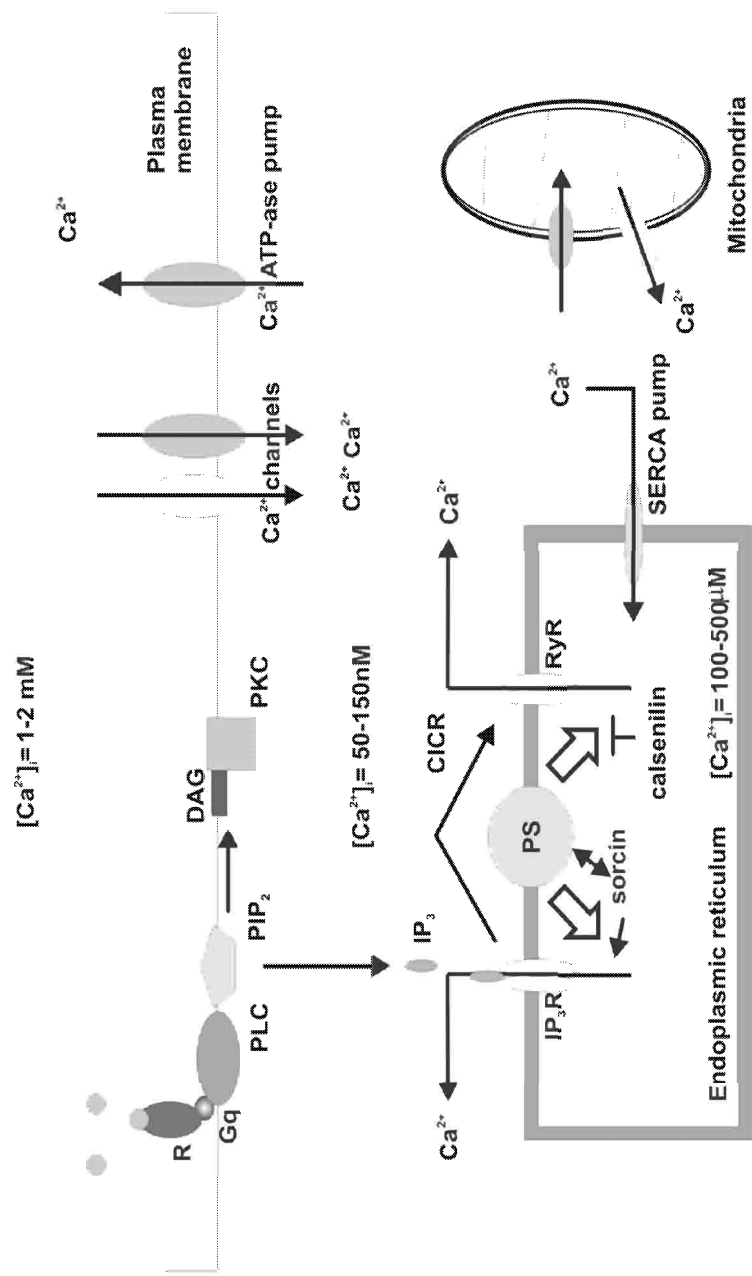 [Ca²⁺]ᵢ= 1-2 mM
Ca²⁺
Plasma
membrane
R
Gq
PLC
PIP₂
DAG
PKC
Ca²⁺ channels
Ca²⁺ ATP-ase pump
Ca²⁺ Ca²⁺
[Ca²⁺]ᵢ= 50-150nM
IP₃
CICR
Ca²⁺
Ca²⁺
Ca²⁺
IP₃R
PS
RyR
SERCA pump
Ca²⁺
sorcin
calsenilin
Mitochondria
Endoplasmic reticulum
[Ca²⁺]ᵢ= 100-500µM